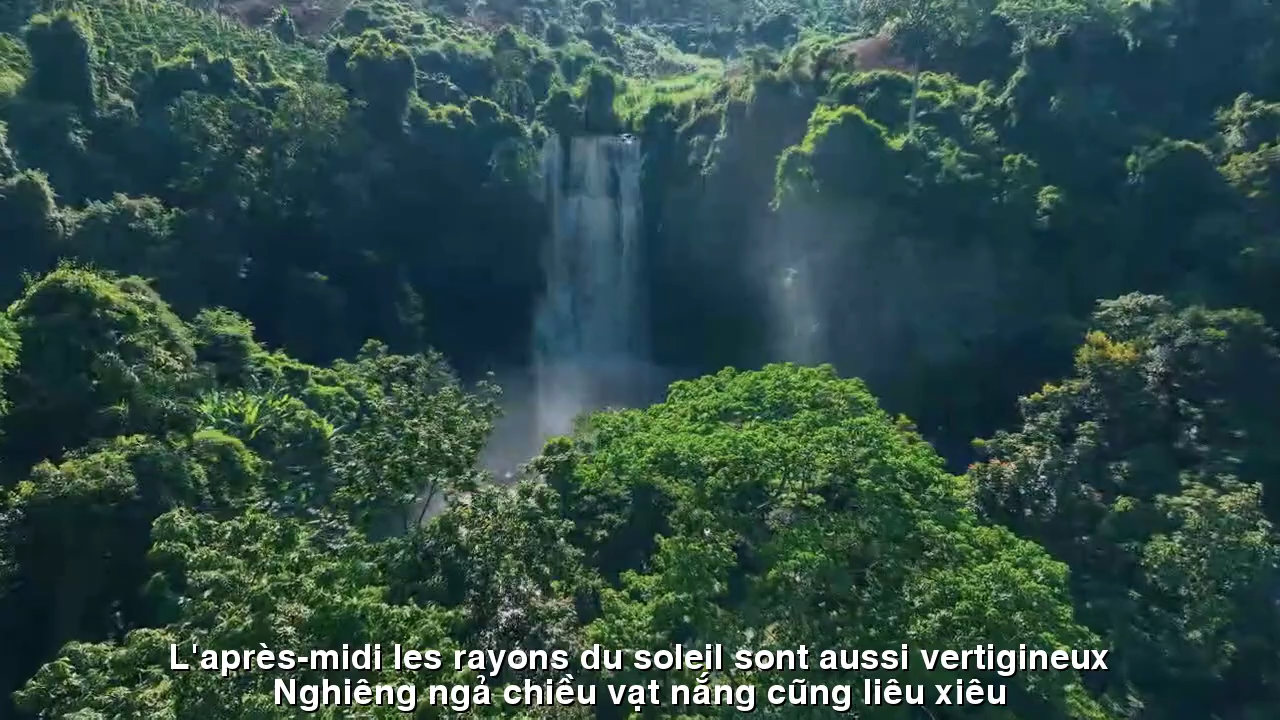 L'après-midi les rayons du soleil sont aussi vertigineux
Nghiêng ngả chiều vạt nắng cũng liêu xiêu